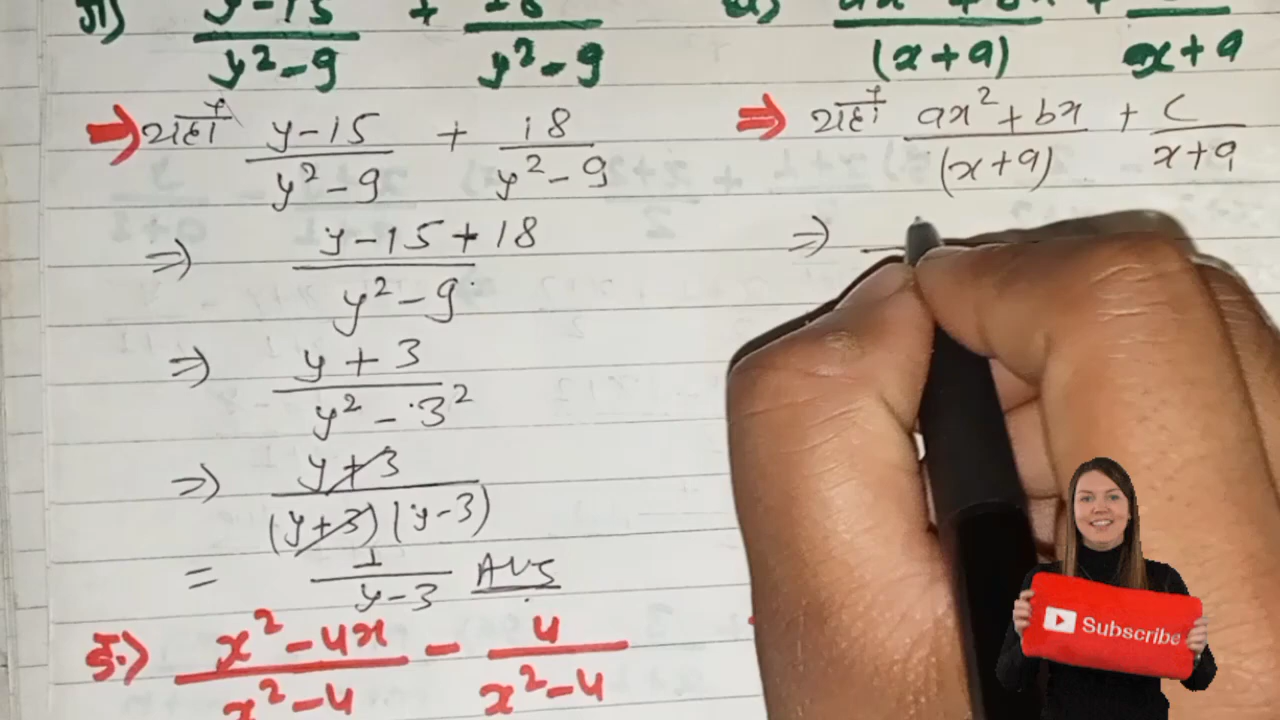 y-15/y²-9 + 18/y²-9
⇒ यहाँ y-15/y²-9 + 18/y²-9
⇒ y-15+18/y²-9
⇒ y+3/y²-3²
⇒ y+3/(y+3)(y-3)
= 1/y-3 Ans
ङ.) x²-4x/x²-4 - 4/x²-4
(x+9) x+9
⇒ यहाँ ax²+bx/(x+9) + c/x+9
⇒
Subscribe